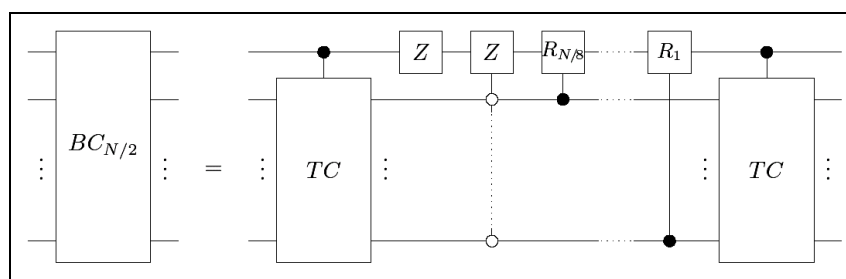 Z Z R_{N/8} R_1
BC_{N/2} = TC TC